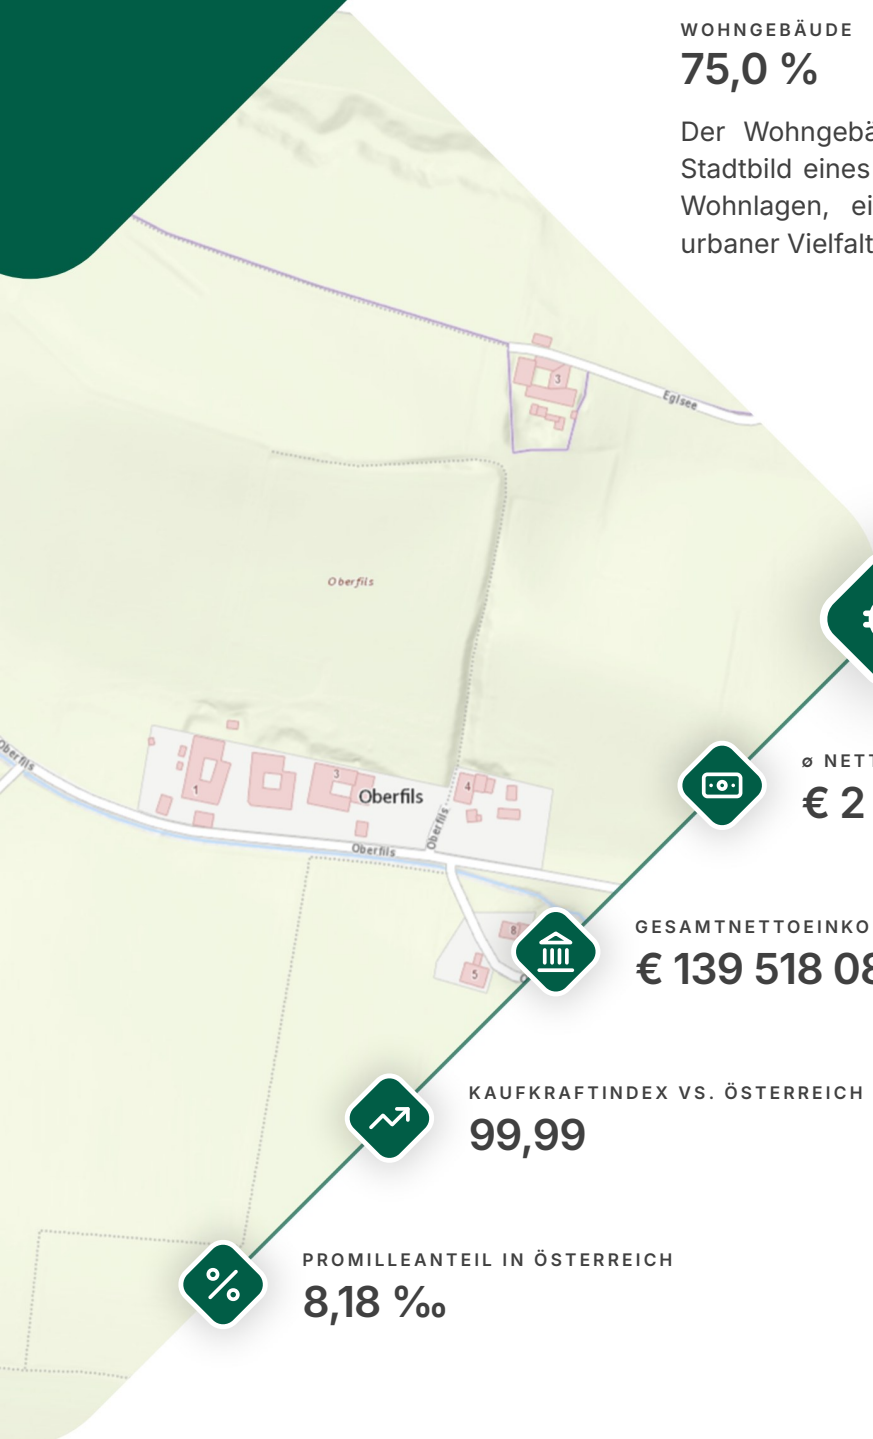 WOHNGEBÄUDE
75,0 %
Der Wohngebä
Stadtbild eines
Wohnlagen, ei
urbaner Vielfalt
3
Eglsee
Oberfils
Oberfils
1
3
Oberfils
4
Oberfils
Oberfils
8
5
ø NETT
€ 2
GESAMTNETTOEINKO
€ 139 518 08
KAUFKRAFTINDEX VS. ÖSTERREICH
99,99
PROMILLEANTEIL IN ÖSTERREICH
8,18 ‰